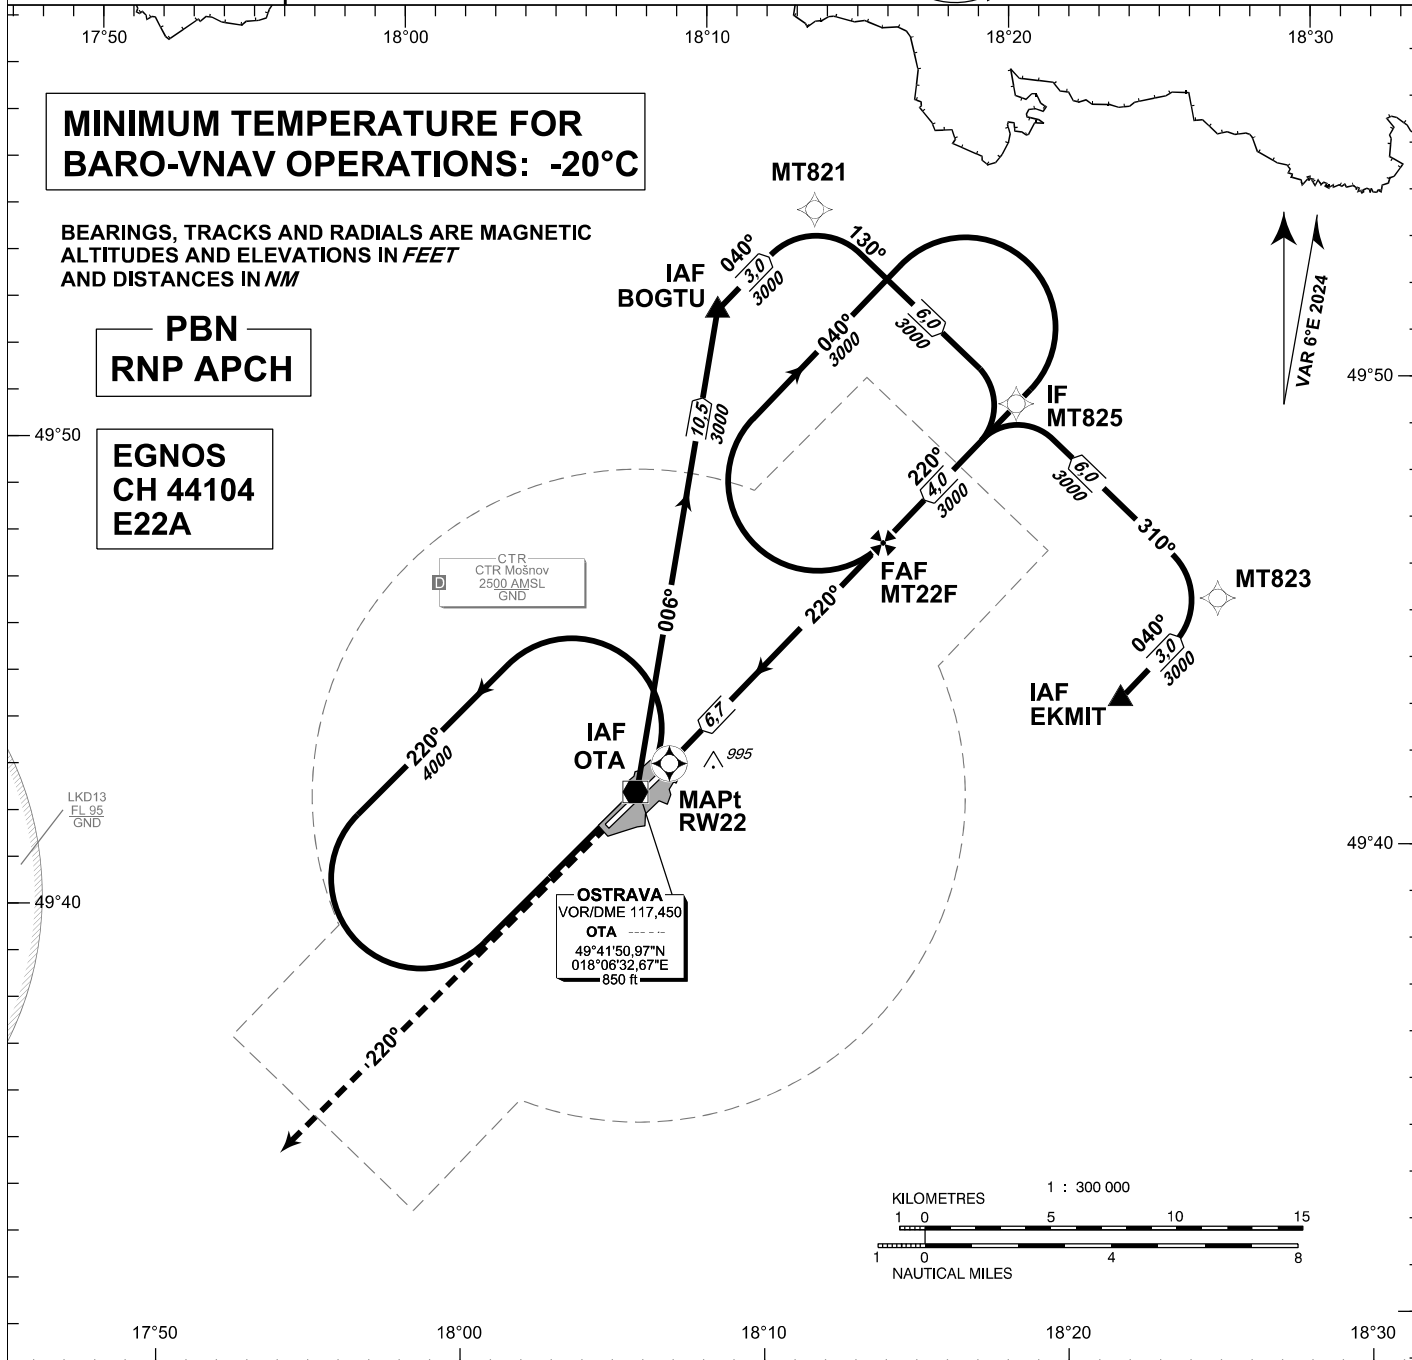 17°50
18°00
18°10
18°20
18°30
MINIMUM TEMPERATURE FOR
BARO-VNAV OPERATIONS: -20°C
BEARINGS, TRACKS AND RADIALS ARE MAGNETIC
ALTITUDES AND ELEVATIONS IN FEET
AND DISTANCES IN NM
PBN
RNP APCH
EGNOS
CH 44104
E22A
MT821
040°
3,0
3000
130°
IAF
BOGTU
6,0
3000
040°
3000
VAR 6°E 2024
49°50
IF
MT825
49°50
10,5
3000
220°
4,0
3000
6,0
3000
310°
CTR
CTR Mošnov
2500 AMSL
GND
D
FAF
MT22F
MT823
006°
220°
040°
3,0
3000
IAF
EKMIT
6,7
IAF
OTA
995
220°
4000
MAPt
RW22
LKD13
FL 95
GND
49°40
49°40
OSTRAVA
VOR/DME 117,450
OTA
49°41'50,97"N
018°06'32,67"E
850 ft
220°
1 : 300 000
KILOMETRES
1 0 5 10 15
1 0 4 8
NAUTICAL MILES
17°50
18°00
18°10
18°20
18°30